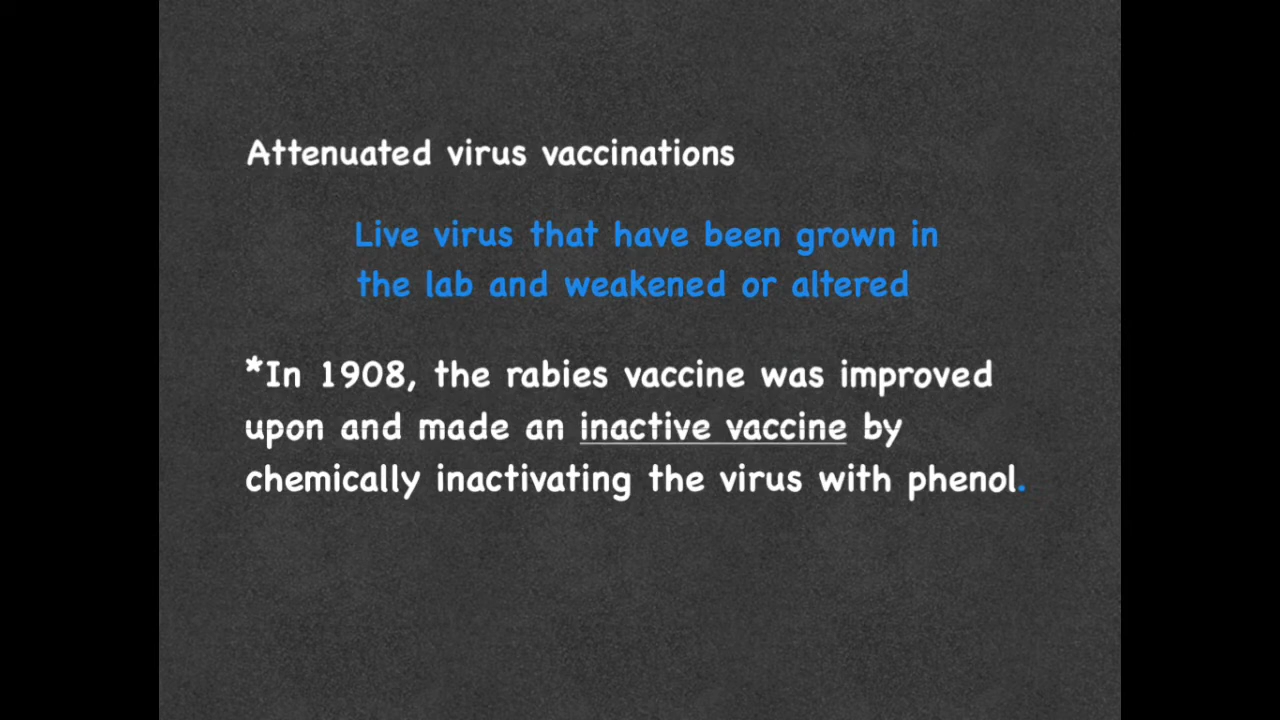 Attenuated virus vaccinations
Live virus that have been grown in
the lab and weakened or altered
*In 1908, the rabies vaccine was improved
upon and made an inactive vaccine by
chemically inactivating the virus with phenol.